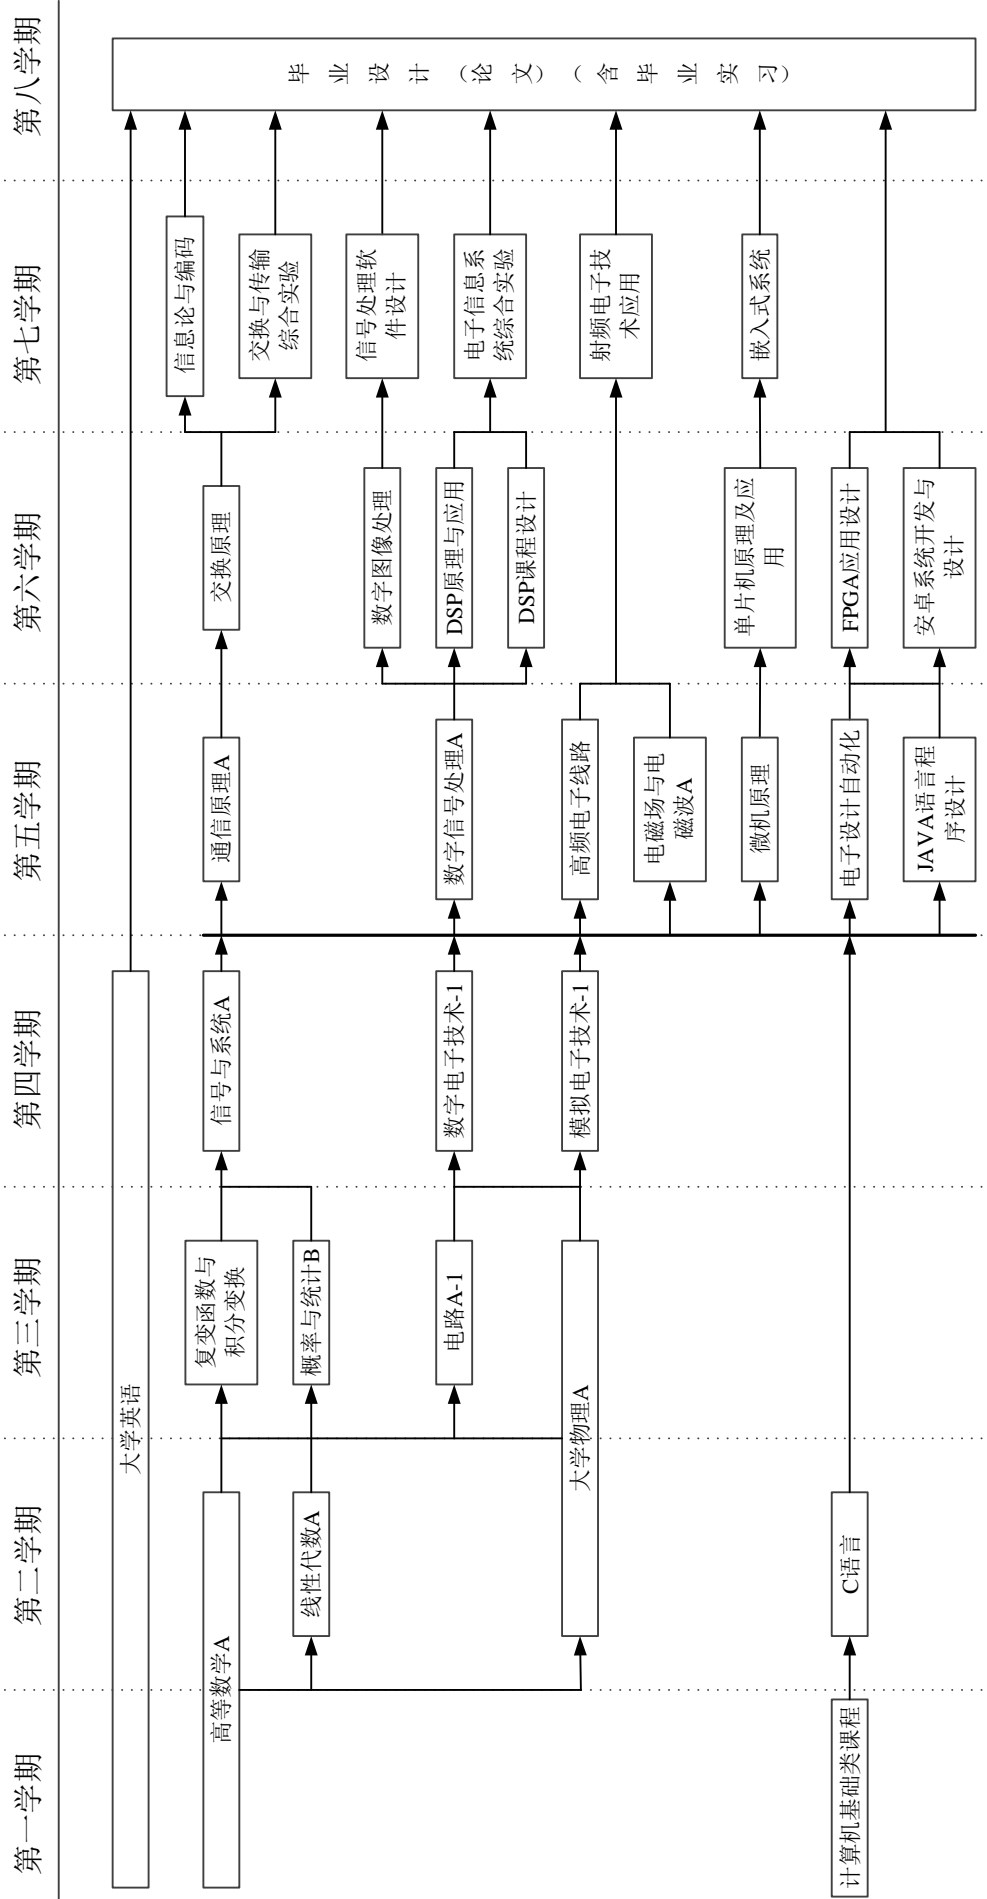 第一学期
第二学期
第三学期
第四学期
第五学期
第六学期
第七学期
第八学期
大学英语
毕业设计（论文）（含毕业实习）
高等数学A
复变函数与
积分变换
信号与系统A
通信原理A
交换原理
信息论与编码
交换与传输
综合实验
线性代数A
概率与统计B
数字图像处理
信号处理软
件设计
电路A-1
数字电子技术-1
数字信号处理A
DSP原理与应用
DSP课程设计
电子信息系
统综合实验
大学物理A
模拟电子技术-1
高频电子线路
电磁场与电
磁波A
射频电子技
术应用
微机原理
单片机原理及应
用
嵌入式系统
计算机基础类课程
C语言
电子设计自动化
FPGA应用设计
JAVA语言程
序设计
安卓系统开发与
设计